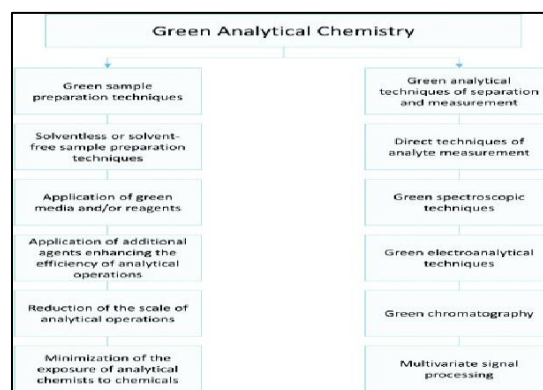 Green Analytical Chemistry
Green sample
preparation techniques
Solventless or solvent-
free sample preparation
techniques
Application of green
media and/or reagents
Application of additional
agents enhancing the
efficiency of analytical
operations
Reduction of the scale of
analytical operations
Minimization of the
exposure of analytical
chemists to chemicals
Green analytical
techniques of separation
and measurement
Direct techniques of
analyte measurement
Green spectroscopic
techniques
Green electroanalytical
techniques
Green chromatography
Multivariate signal
processing